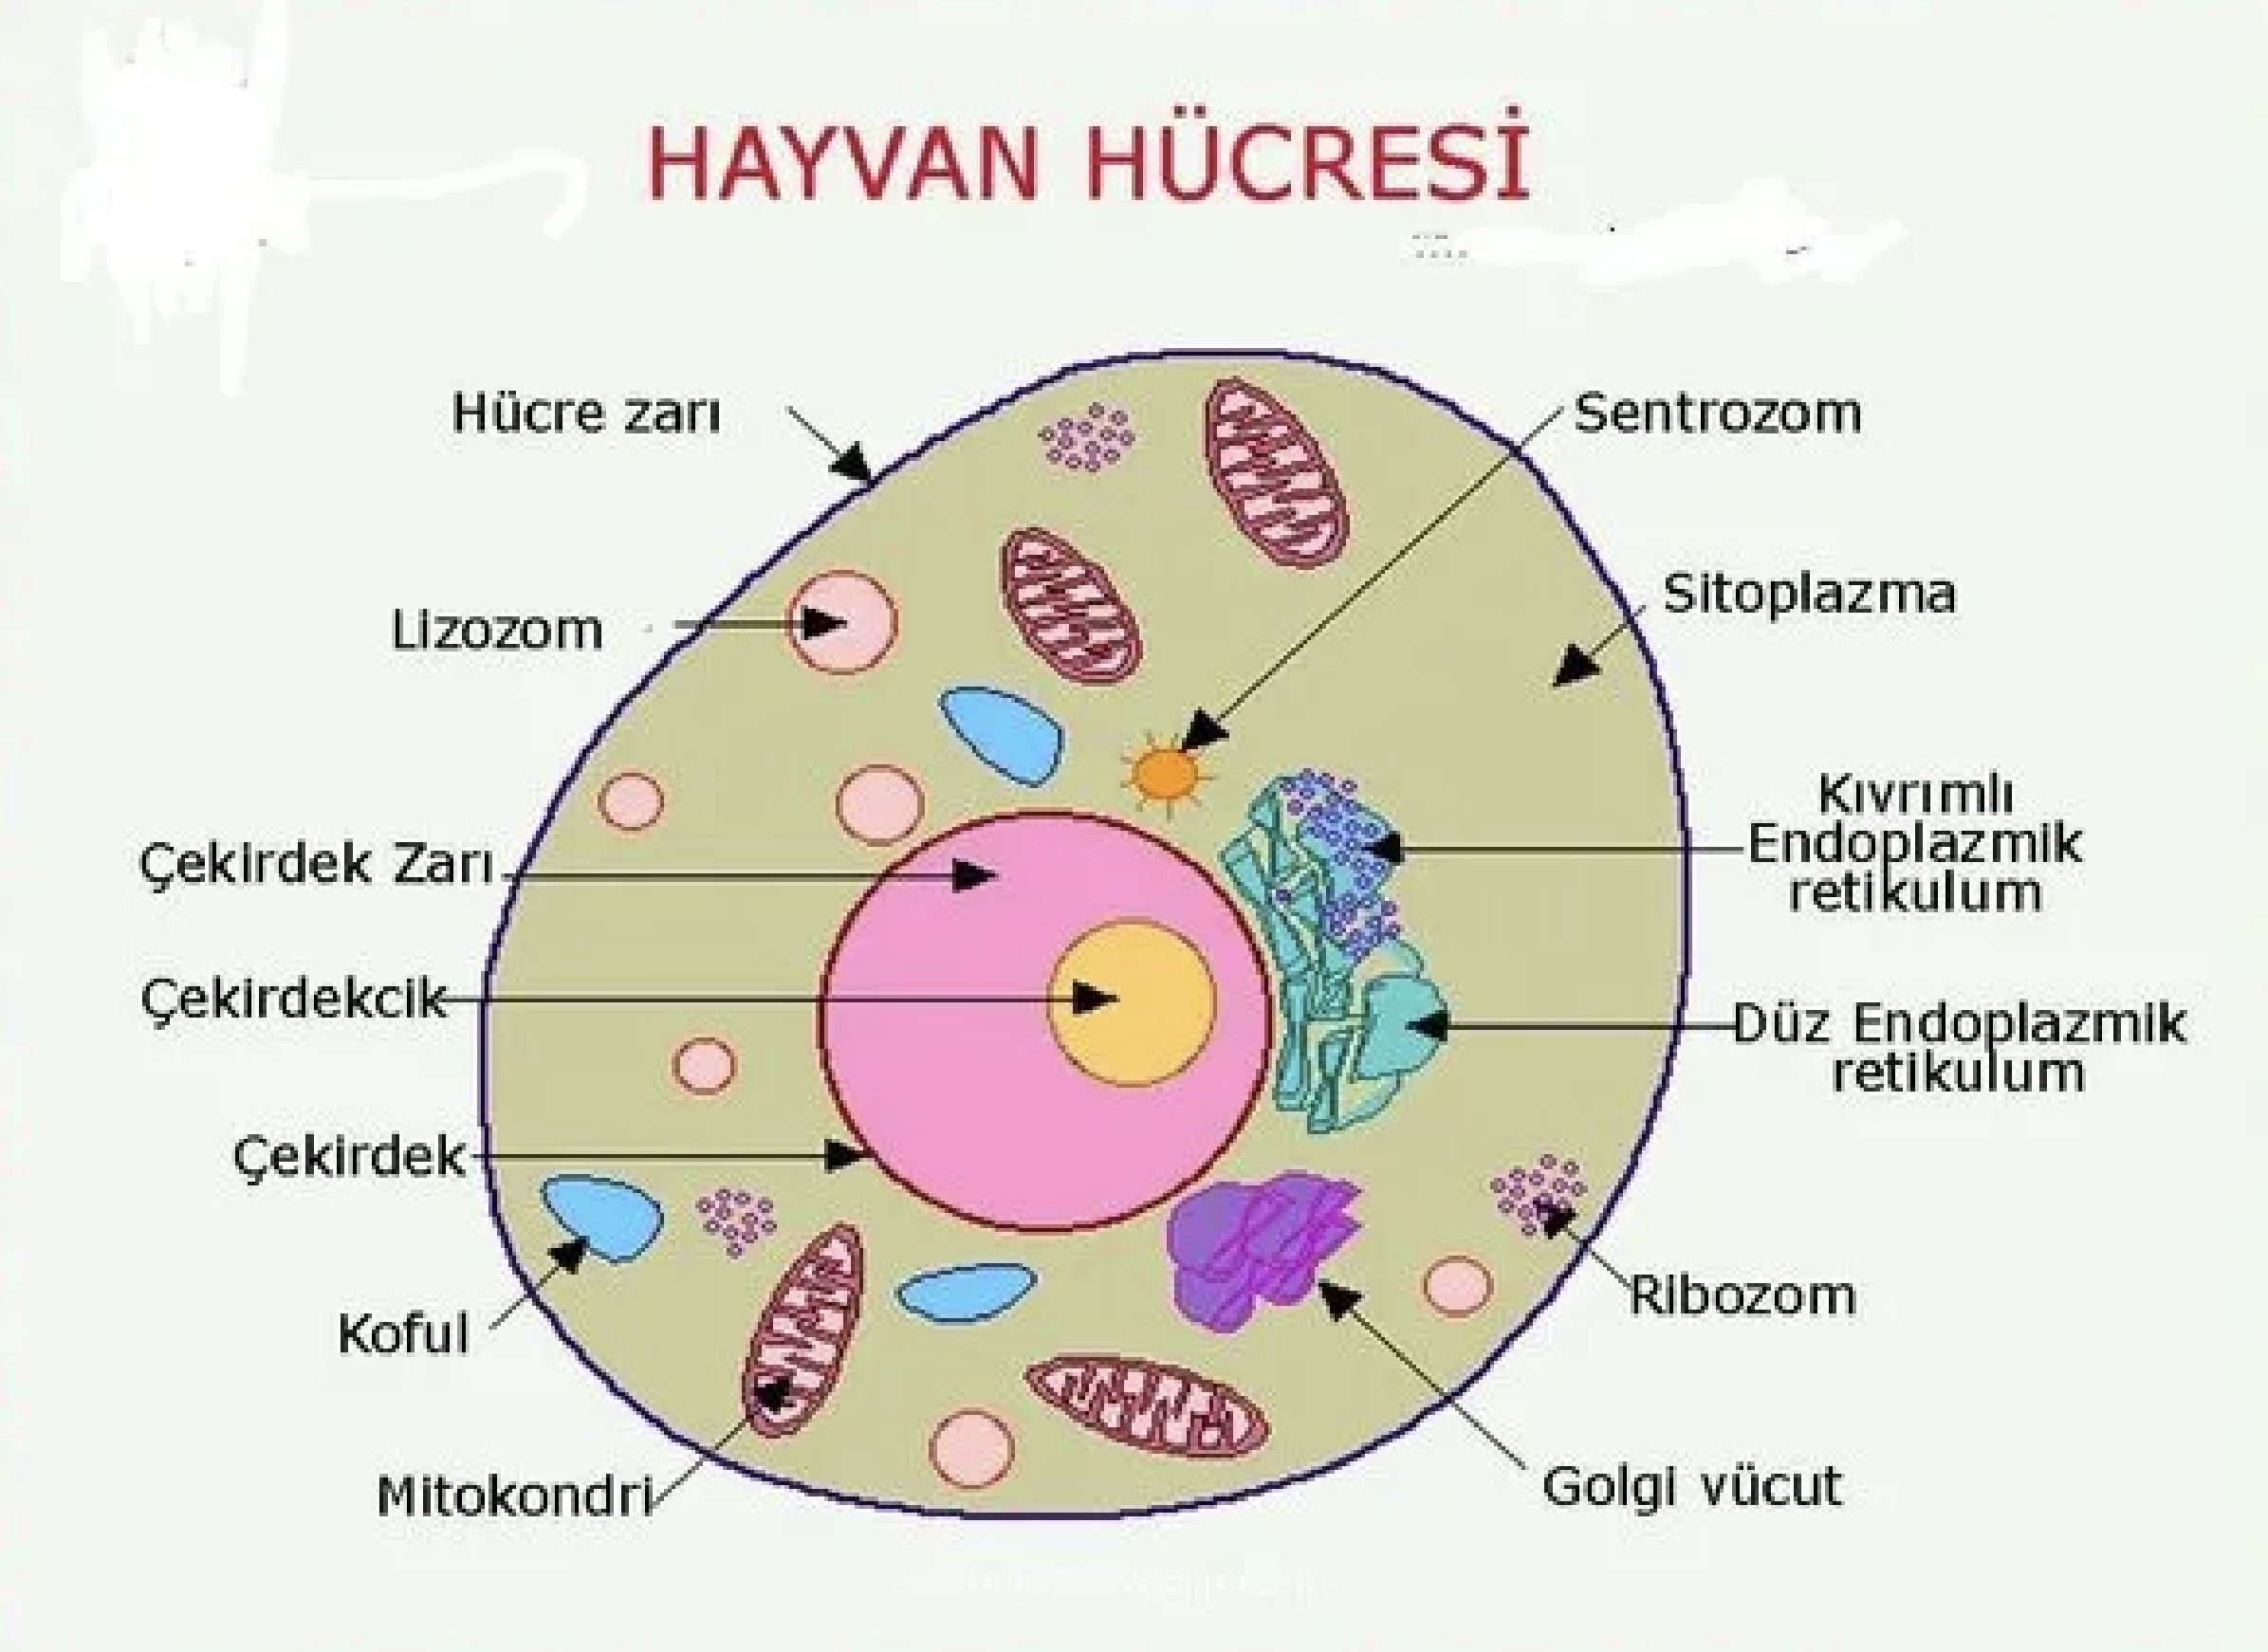 HAYVAN HÜCRESİ
Hücre zarı
Sentrozom
Sitoplazma
Lizozom
Kıvrımlı
Endoplazmik
retikulum
Çekirdek Zarı
Çekirdekcik
Düz Endoplazmik
retikulum
Çekirdek
Ribozom
Koful
Golgi vücut
Mitokondri